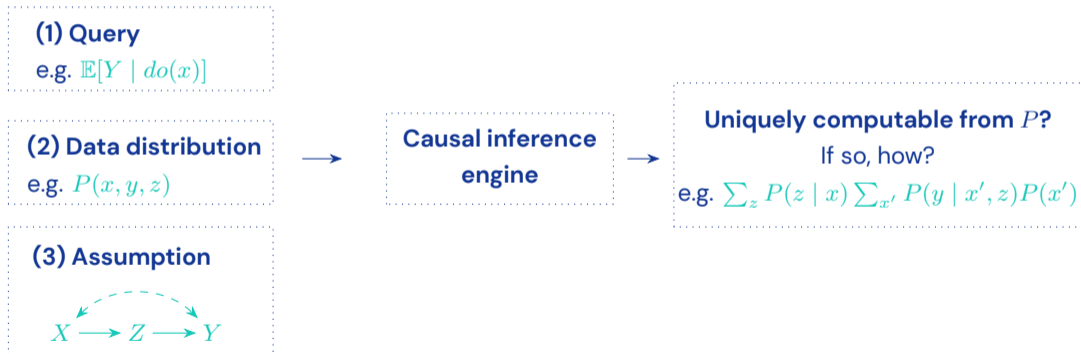 (1) Query
e.g. 𝔼[Y | do(x)]
(2) Data distribution
e.g. P(x, y, z)
(3) Assumption
X → Z → Y
Causal inference
engine
Uniquely computable from P?
If so, how?
e.g. ∑_z P(z | x) ∑_{x′} P(y | x′, z)P(x′)